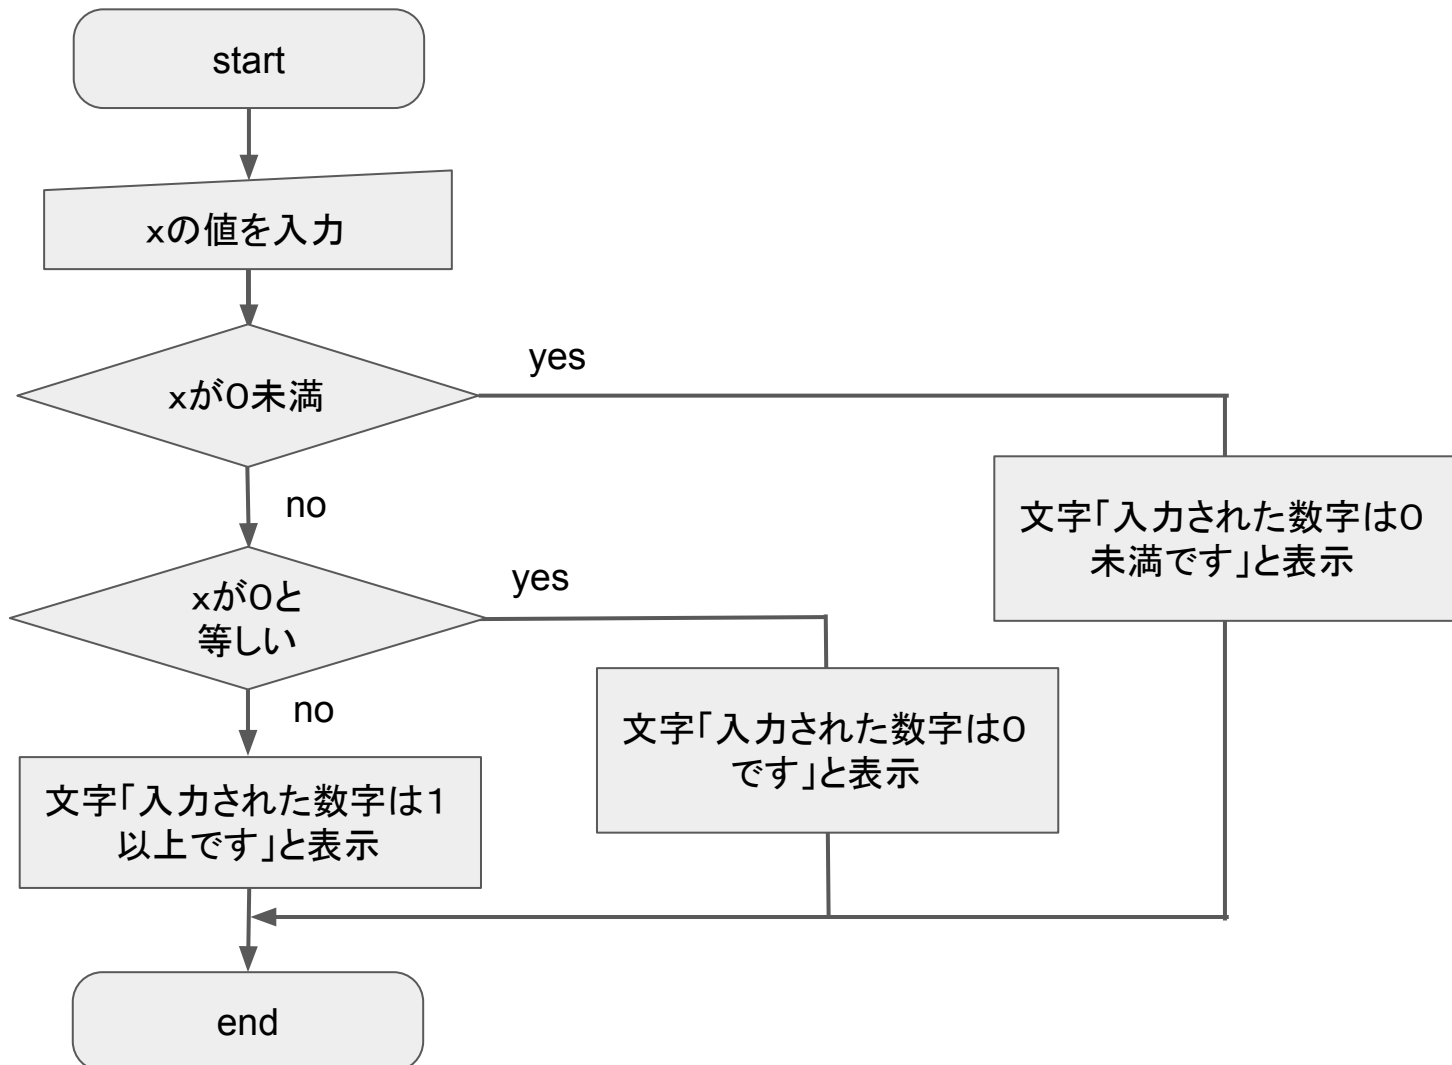 start
xの値を入力
xが0未満
yes
no
文字「入力された数字は0
未満です」と表示
xが0と
等しい
yes
no
文字「入力された数字は0
です」と表示
文字「入力された数字は1
以上です」と表示
end